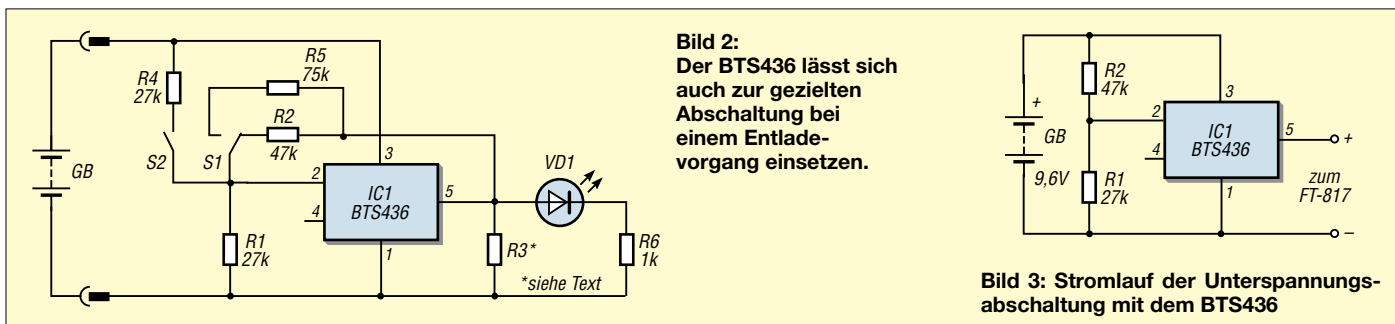 R4
27k
S2
GB
S1
R5
75k
R2
47k
2
3
4
IC1
BTS436
5
1
R1
27k
VD1
R3*
*siehe Text
R6
1k
Bild 2:
Der BTS436 lässt sich
auch zur gezielten
Abschaltung bei
einem Entlade-
vorgang einsetzen.
+
GB
9,6V
R2
47k
2
3
4
IC1
BTS436
5
1
R1
27k
+
zum
FT-817
–
Bild 3: Stromlauf der Unterspannungs-
abschaltung mit dem BTS436